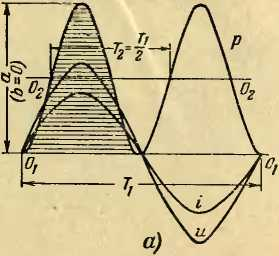 a
(b=0)
T₂=T₁/2
p
O₂
O₂
O₁
O₁
T₁
i
u
a)